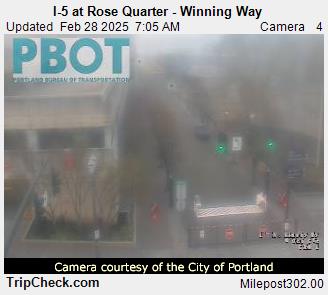 I-5 at Rose Quarter - Winning Way
Updated Feb 28 2025 7:05 AM Camera 4
PBOT
PORTLAND BUREAU OF TRANSPORTATION
Camera courtesy of the City of Portland
TripCheck.com Milepost302.00